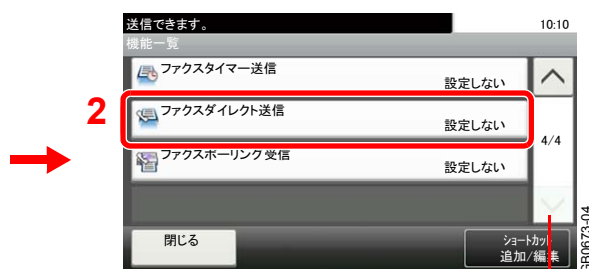 送信できます。
10:10
機能一覧
ファクスタイマー送信
設定しない
2
ファクスダイレクト送信
設定しない
4/4
ファクスポーリング受信
設定しない
閉じる
ショートカット
追加/編集
GB0673-04